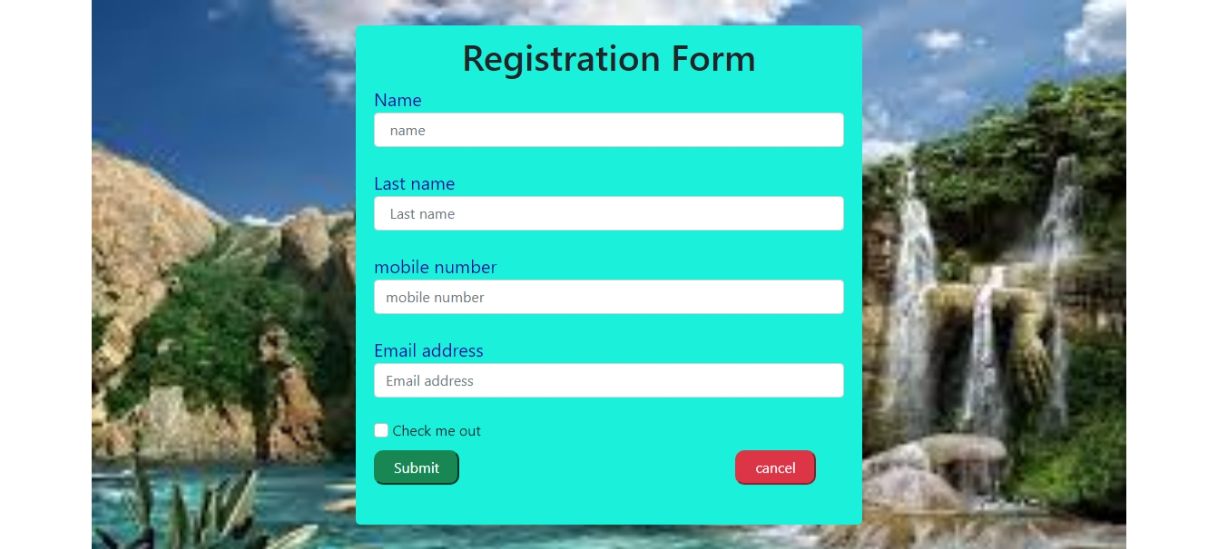 Registration Form
Name
name
Last name
Last name
mobile number
mobile number
Email address
Email address
Check me out
Submit cancel